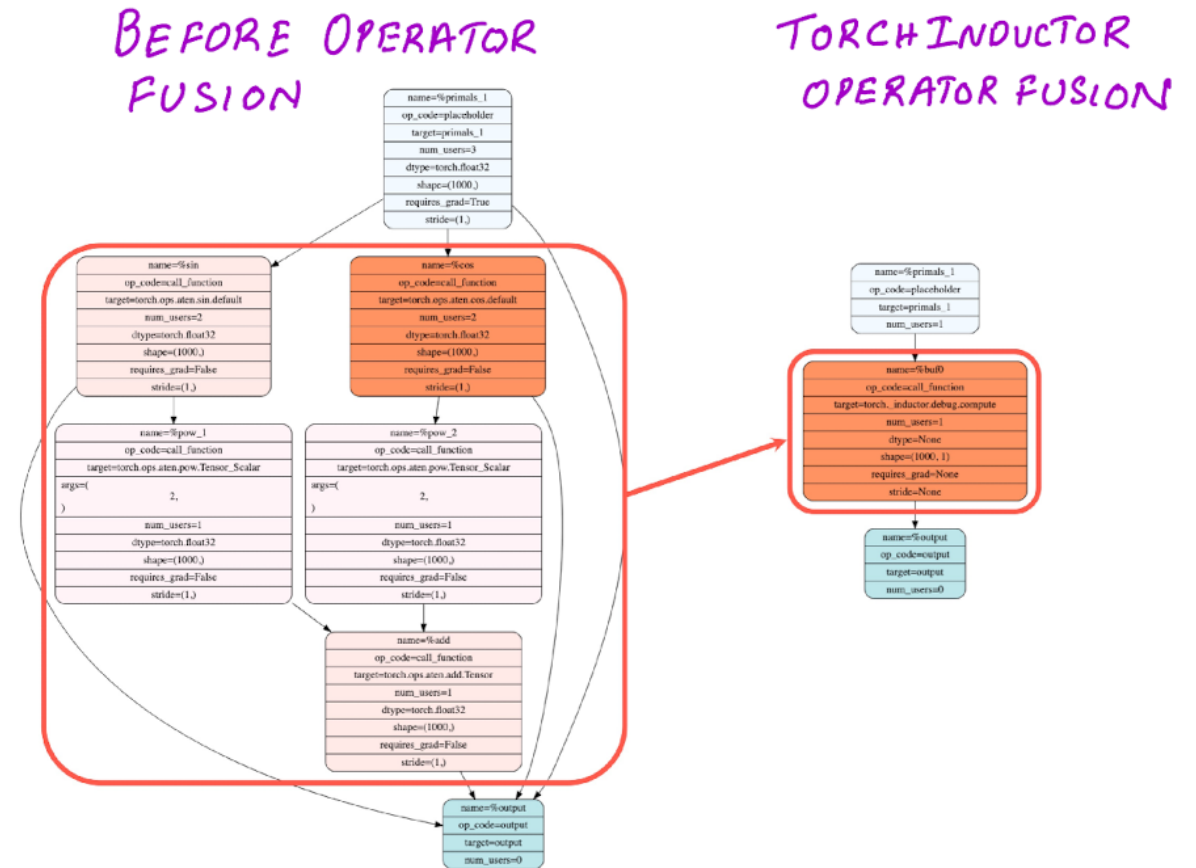 BEFORE OPERATOR
FUSION
name=%primals_1
op_code=placeholder
target=primals_1
num_users=3
dtype=torch.float32
shape=(1000,)
requires_grad=True
stride=(1,)
name=%sin
op_code=call_function
target=torch.ops.aten.sin.default
num_users=2
dtype=torch.float32
shape=(1000,)
requires_grad=False
stride=(1,)
name=%cos
op_code=call_function
target=torch.ops.aten.cos.default
num_users=2
dtype=torch.float32
shape=(1000,)
requires_grad=False
stride=(1,)
name=%pow_1
op_code=call_function
target=torch.ops.aten.pow.Tensor_Scalar
args=(
2,
)
num_users=1
dtype=torch.float32
shape=(1000,)
requires_grad=False
stride=(1,)
name=%pow_2
op_code=call_function
target=torch.ops.aten.pow.Tensor_Scalar
args=(
2,
)
num_users=1
dtype=torch.float32
shape=(1000,)
requires_grad=False
stride=(1,)
name=%add
op_code=call_function
target=torch.ops.aten.add.Tensor
num_users=1
dtype=torch.float32
shape=(1000,)
requires_grad=False
stride=(1,)
name=%output
op_code=output
target=output
num_users=0
TORCHINDUCTOR
OPERATOR FUSION
name=%primals_1
op_code=placeholder
target=primals_1
num_users=1
name=%buf0
op_code=call_function
target=torch._inductor.debug.compute
num_users=1
dtype=None
shape=(1000, 1)
requires_grad=None
stride=None
name=%output
op_code=output
target=output
num_users=0